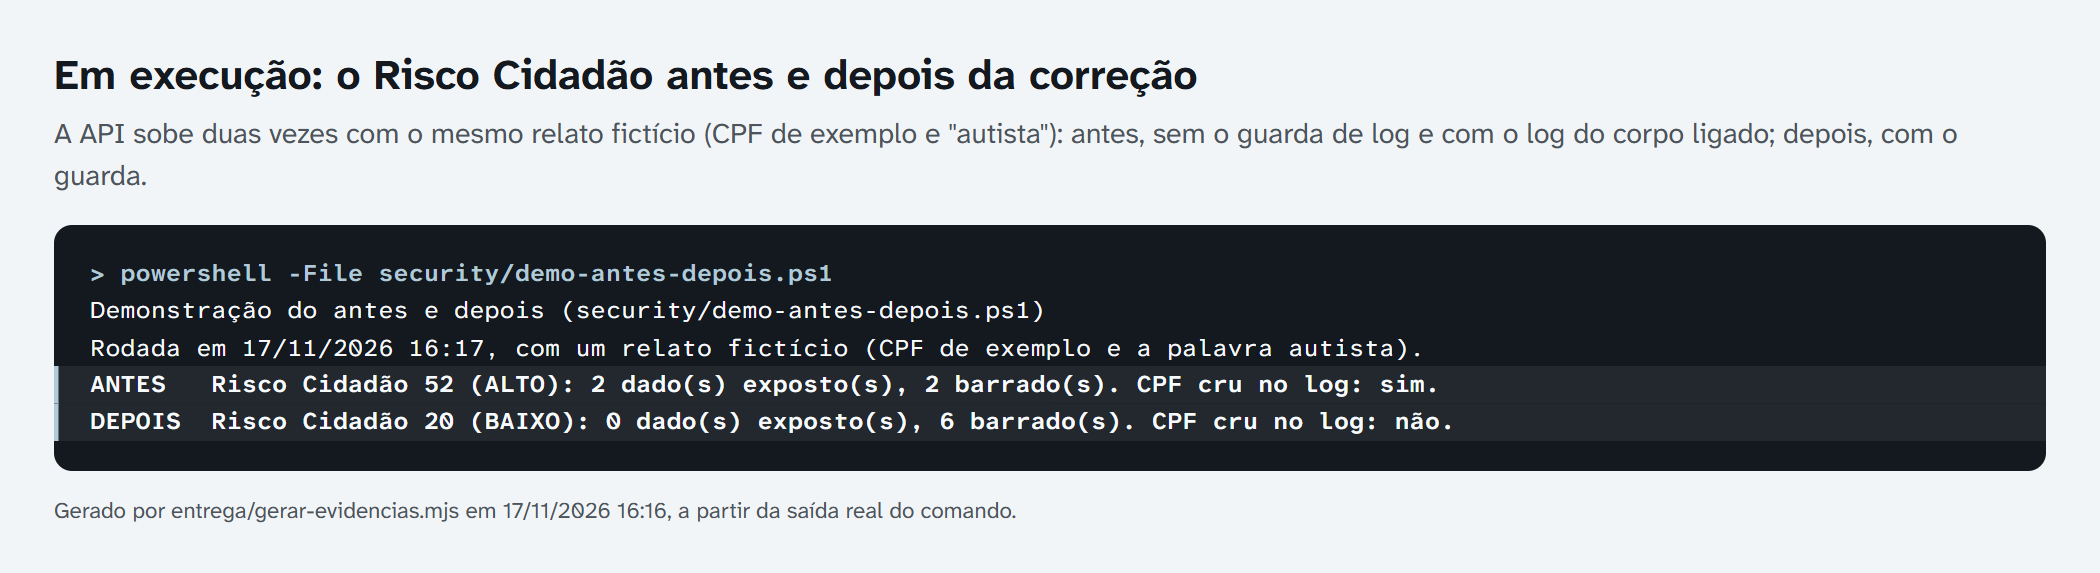 Em execução: o Risco Cidadão antes e depois da correção
A API sobe duas vezes com o mesmo relato fictício (CPF de exemplo e "autista"): antes, sem o guarda de log e com o log do corpo ligado; depois, com o
guarda.
> powershell -File security/demo-antes-depois.ps1
Demonstração do antes e depois (security/demo-antes-depois.ps1)
Rodada em 17/11/2026 16:17, com um relato fictício (CPF de exemplo e a palavra autista).
ANTES   Risco Cidadão 52 (ALTO): 2 dado(s) exposto(s), 2 barrado(s). CPF cru no log: sim.
DEPOIS  Risco Cidadão 20 (BAIXO): 0 dado(s) exposto(s), 6 barrado(s). CPF cru no log: não.
Gerado por entrega/gerar-evidencias.mjs em 17/11/2026 16:16, a partir da saída real do comando.